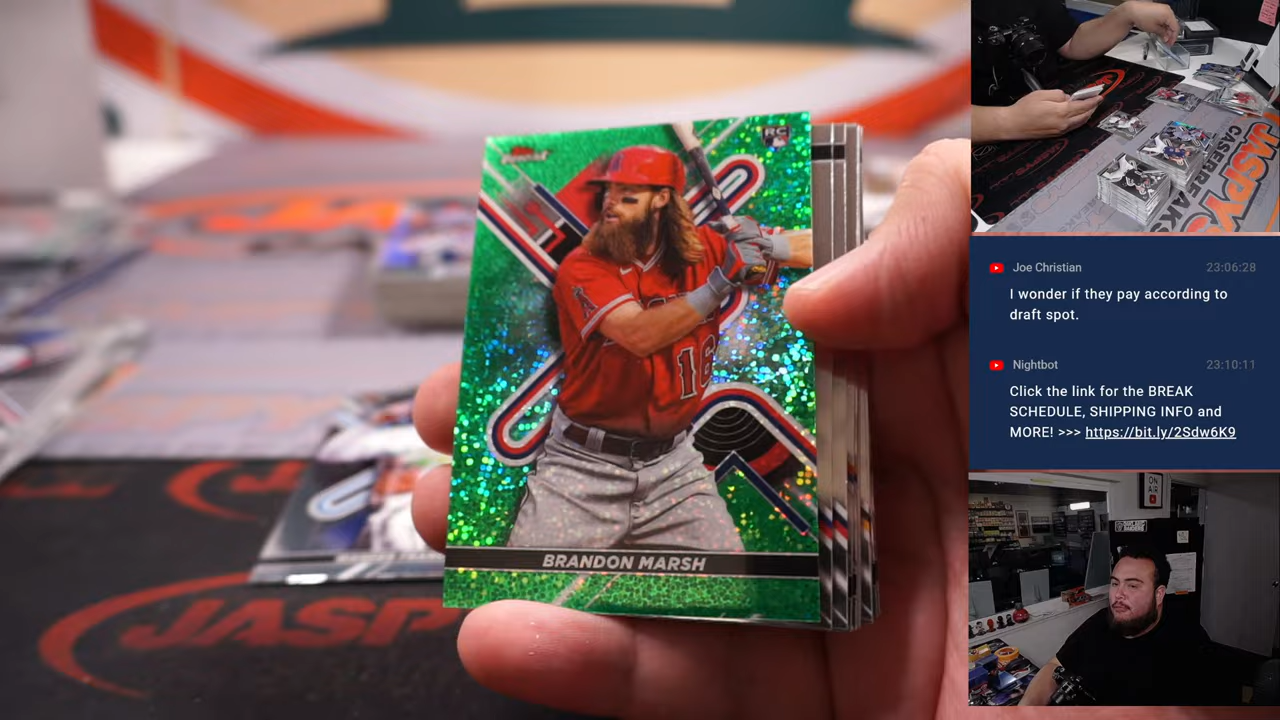 RC
16
BRANDON MARSH
JASP
JASPY'S
CASEBREAKS
Joe Christian 23:06:28
I wonder if they pay according to
draft spot.
Nightbot 23:10:11
Click the link for the BREAK
SCHEDULE, SHIPPING INFO and
MORE! >>> https://bit.ly/2Sdw6K9
ON
AIR